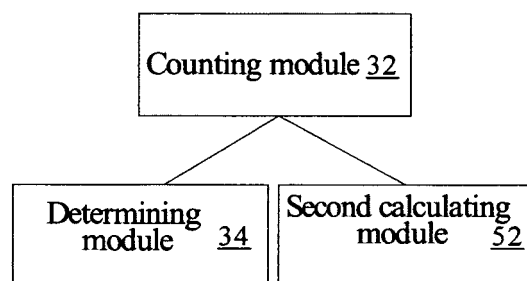 Counting module 32
Determining
module 34
Second calculating
module 52